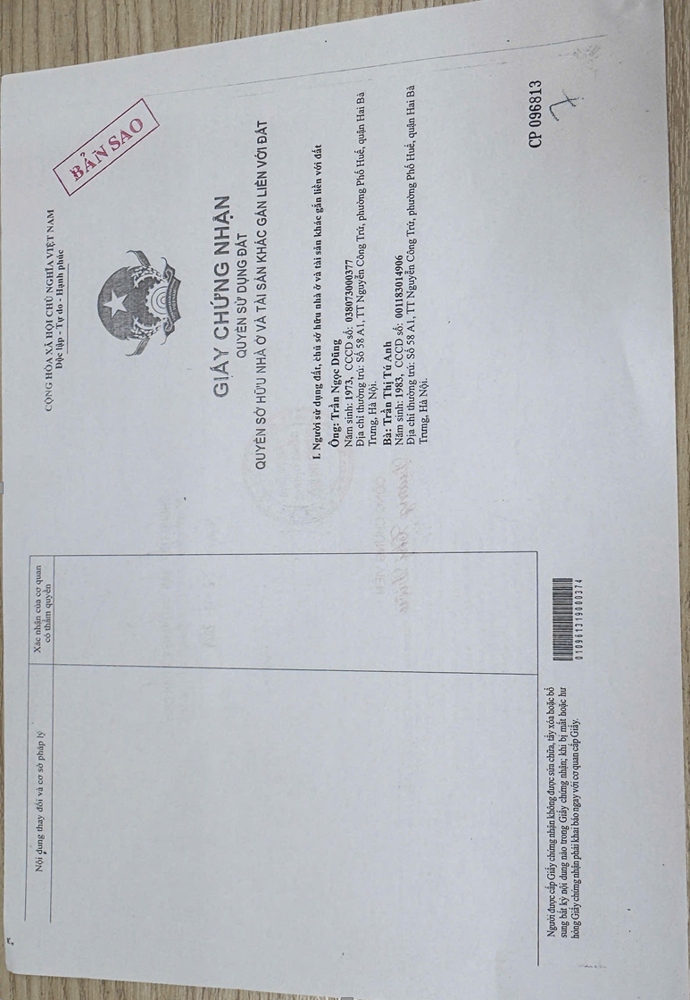 Nội dung thay đổi và cơ sở pháp lý
Xác nhận của cơ quan
có thẩm quyền
Người được cấp Giấy chứng nhận không được sửa chữa, tẩy xóa hoặc bổ
sung bất kỳ nội dung nào trong Giấy chứng nhận; khi bị mất hoặc hư
hỏng Giấy chứng nhận phải khai báo ngay với cơ quan cấp Giấy.
010961319000374
CỘNG HÒA XÃ HỘI CHỦ NGHĨA VIỆT NAM
Độc lập - Tự do - Hạnh phúc
BẢN SAO
GIẤY CHỨNG NHẬN
QUYỀN SỬ DỤNG ĐẤT
QUYỀN SỞ HỮU NHÀ Ở VÀ TÀI SẢN KHÁC GẮN LIỀN VỚI ĐẤT
I. Người sử dụng đất, chủ sở hữu nhà ở và tài sản khác gắn liền với đất
Ông: Trần Ngọc Dũng
Năm sinh: 1973, CCCD số: 038073000377
Địa chỉ thường trú: Số 58 A1, TT Nguyễn Công Trứ, phường Phố Huế, quận Hai Bà
Trưng, Hà Nội.
Bà: Trần Thị Tú Anh
Năm sinh: 1983, CCCD số: 001183014906
Địa chỉ thường trú: Số 58 A1, TT Nguyễn Công Trứ, phường Phố Huế, quận Hai Bà
Trưng, Hà Nội.
CP 096813